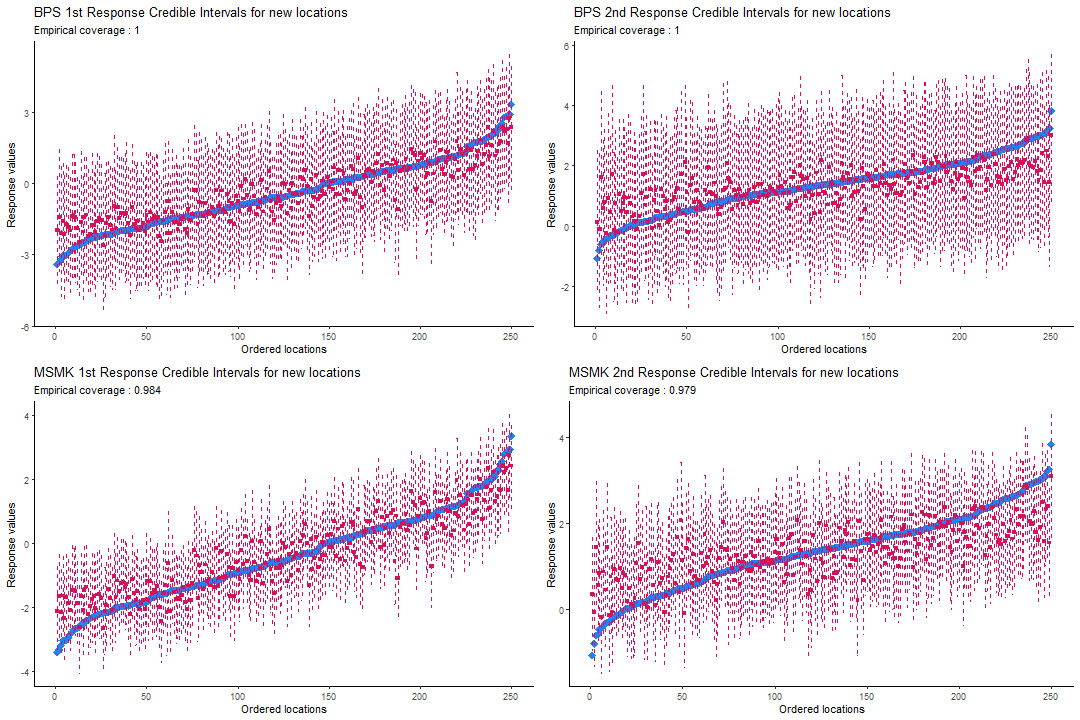 BPS 1st Response Credible Intervals for new locations
Empirical coverage : 1
Response values
3
0
-3
-6
0 50 100 150 200 250
Ordered locations
BPS 2nd Response Credible Intervals for new locations
Empirical coverage : 1
Response values
6
4
2
0
-2
0 50 100 150 200 250
Ordered locations
MSMK 1st Response Credible Intervals for new locations
Empirical coverage : 0.984
Response values
4
2
0
-2
-4
0 50 100 150 200 250
Ordered locations
MSMK 2nd Response Credible Intervals for new locations
Empirical coverage : 0.979
Response values
4
2
0
0 50 100 150 200 250
Ordered locations